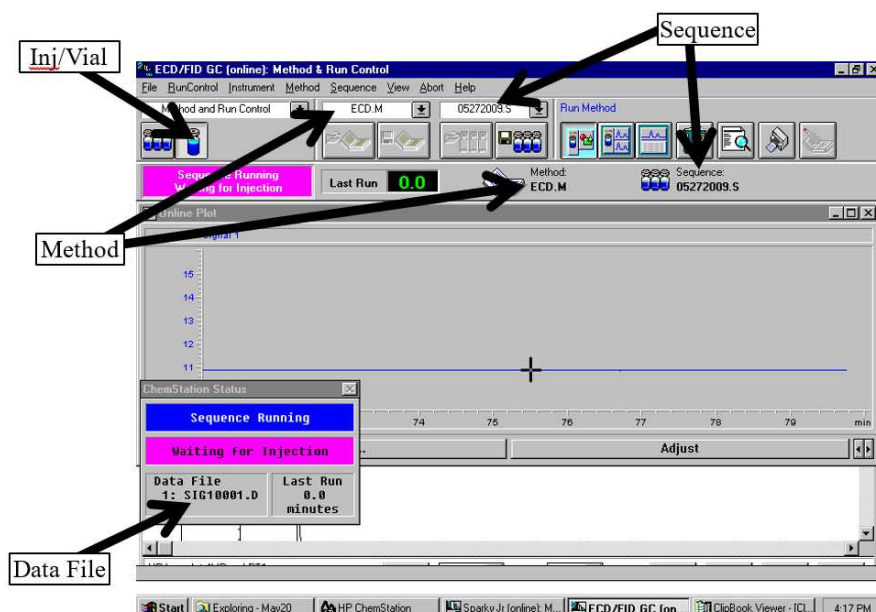 Sequence
Inj/Vial
ECD/FID GC (online): Method & Run Control
File RunControl Instrument Method Sequence View Abort Help
Method and Run Control ECD.M 05272009.S Run Method
Sequence Running
Waiting for Injection
Last Run 0.0
Method:
ECD.M
Sequence:
05272009.S
Online Plot
Method
15
14
13
12
11
ChemStation Status
Sequence Running
Waiting For Injection
Data File
1: SIG10001.D
Last Run
0.0
minutes
74 75 76 77 78 79 min
Adjust
Data File
Start Exploring - May20 HP ChemStation Sparky Jr (online): M... ECD/FID GC (on... ClipBook Viewer - [Cl... 4:17 PM